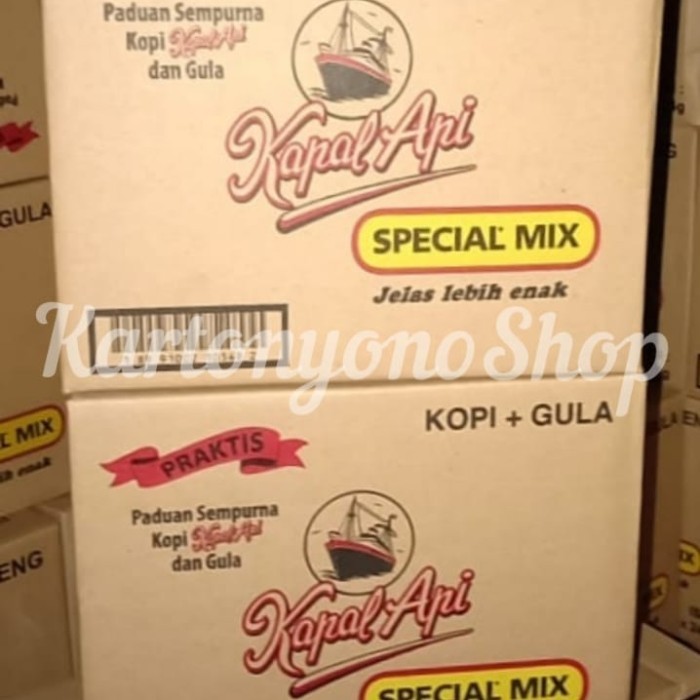 Paduan Sempurna
Kopi Kapal Api
dan Gula
Kapal Api
SPECIAL MIX
Jelas lebih enak
KartonyonoShop
KOPI + GULA
PRAKTIS
Paduan Sempurna
Kopi Kapal Api
dan Gula
Kapal Api
SPECIAL MIX
GULA
MIX
enak
ENG